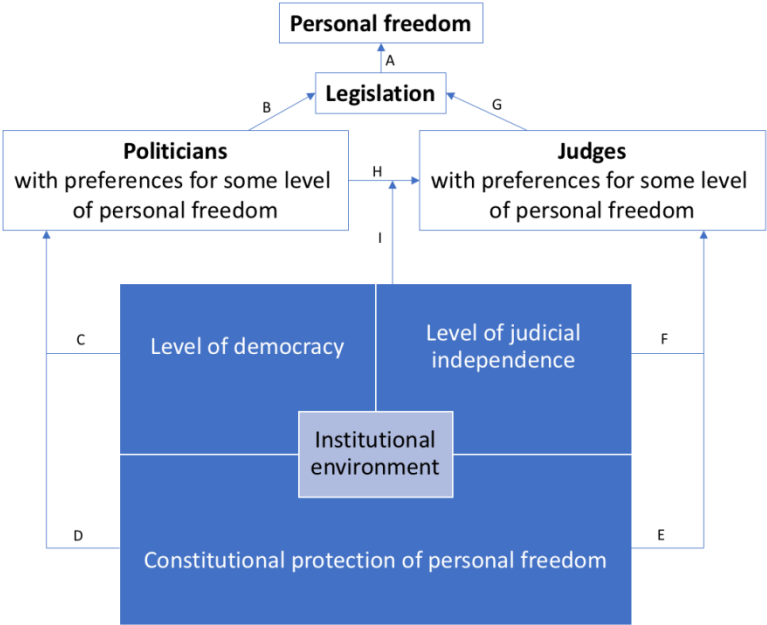 Personal freedom
A
Legislation
B
G
Politicians
with preferences for some level
of personal freedom
H
Judges
with preferences for some level
of personal freedom
I
C
Level of democracy
Level of judicial
independence
F
Institutional
environment
D
E
Constitutional protection of personal freedom